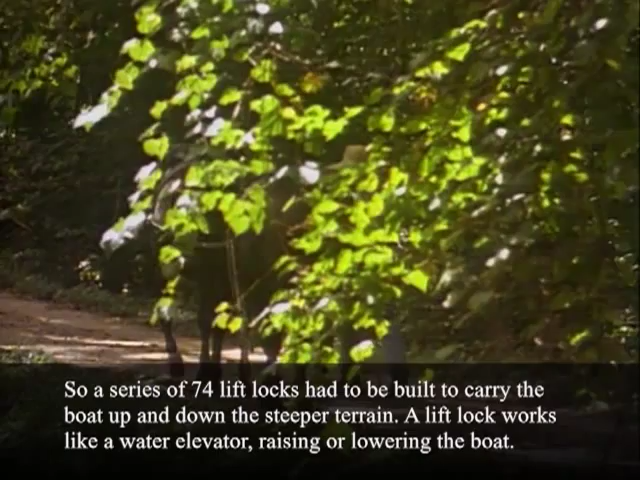 So a series of 74 lift locks had to be built to carry the
boat up and down the steeper terrain. A lift lock works
like a water elevator, raising or lowering the boat.